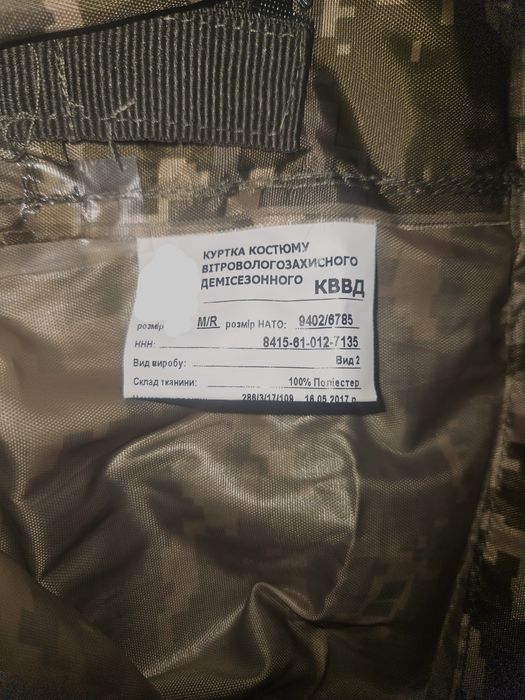 КУРТКА КОСТЮМУ
ВІТРОВОЛОГОЗАХИСНОГО
ДЕМІСЕЗОННОГО КВВД
розмір M/R розмір НАТО: 9402/6785
ННН: 8415-61-012-7135
Вид виробу: Вид 2
Склад тканини: 100% Поліестер
286/3/17/109 16.05.2017 р.